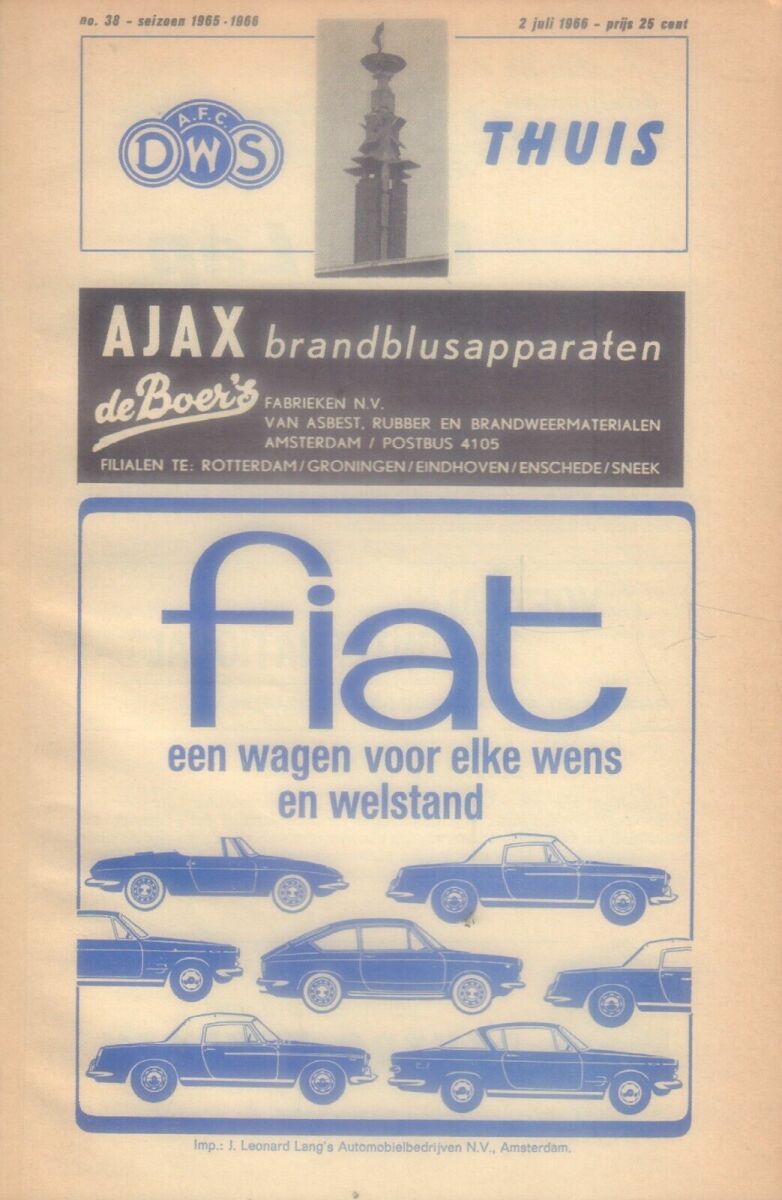 no. 38 - seizoen 1965-1966
2 juli 1966 - prijs 25 cent
A.F.C.
DWS
THUIS
AJAX brandblusapparaten
de Boer's
FABRIEKEN N.V.
VAN ASBEST, RUBBER EN BRANDWEERMATERIALEN
AMSTERDAM / POSTBUS 4105
FILIALEN TE: ROTTERDAM/GRONINGEN/EINDHOVEN/ENSCHEDE/SNEEK
fiat
een wagen voor elke wens
en welstand
Imp.: J. Leonard Lang's Automobielbedrijven N.V., Amsterdam.